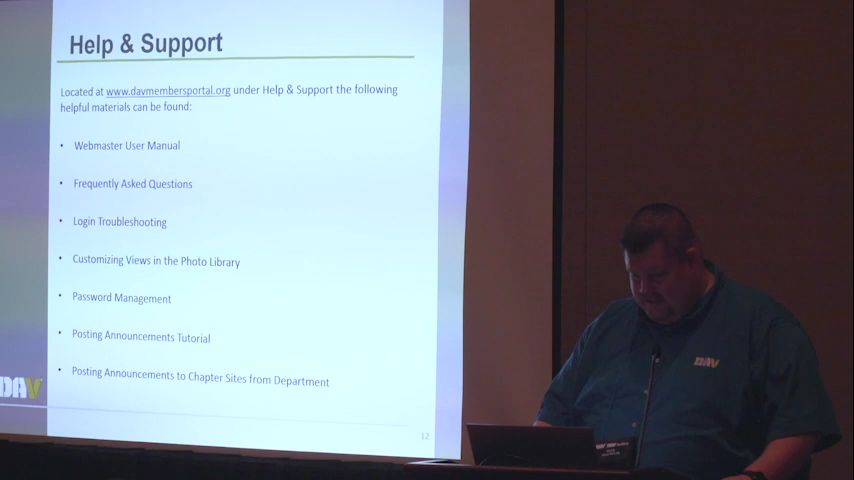 Help & Support
Located at www.davmembersportal.org under Help & Support the following
helpful materials can be found:
• Webmaster User Manual
• Frequently Asked Questions
• Login Troubleshooting
• Customizing Views in the Photo Library
• Password Management
• Posting Announcements Tutorial
• Posting Announcements to Chapter Sites from Department
DAV
12
DAV